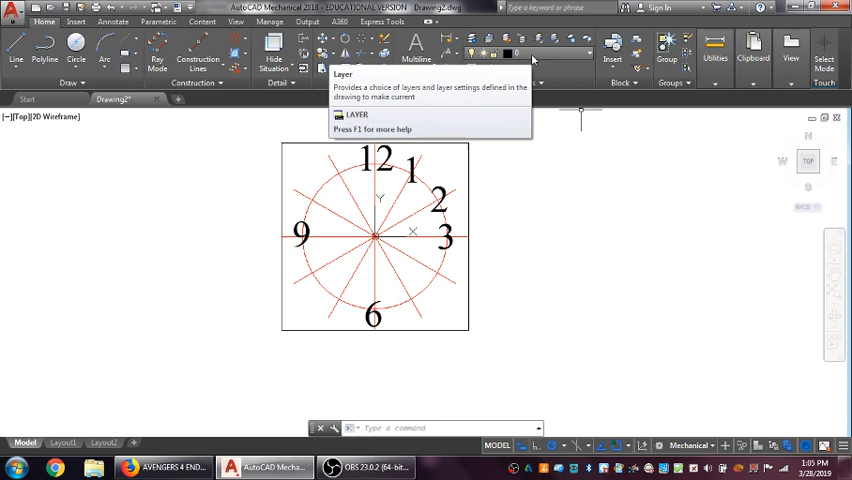 AutoCAD Mechanical 2018 - EDUCATIONAL VERSION Drawing2.dwg
Type a keyword or phrase
Sign In
Home Insert Annotate Parametric View Manage Output A360 Express Tools
Line Polyline Circle Arc Ray Mode Construction Lines Hide Situation Multiline Insert Group Utilities Clipboard View Select Mode
0
Draw Detail Block Touch
Start Drawing2*
[−][Top][2D Wireframe]
Layer
Provides a choice of layers and layer settings defined in the
drawing to make current
LAYER
Press F1 for more help
N
W TOP E
S
WCS
12
1
2
Y
9 X 3
6
Type a command
Model Layout1 Layout2 +
MODEL Mechanical
AVENGERS 4 END... AutoCAD Mecha... OBS 23.0.2 (64-bit...
1:05 PM
3/28/2019